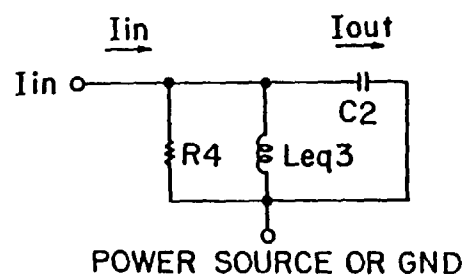 Iin Iout
Iin
C2
R4 Leq3
POWER SOURCE OR GND